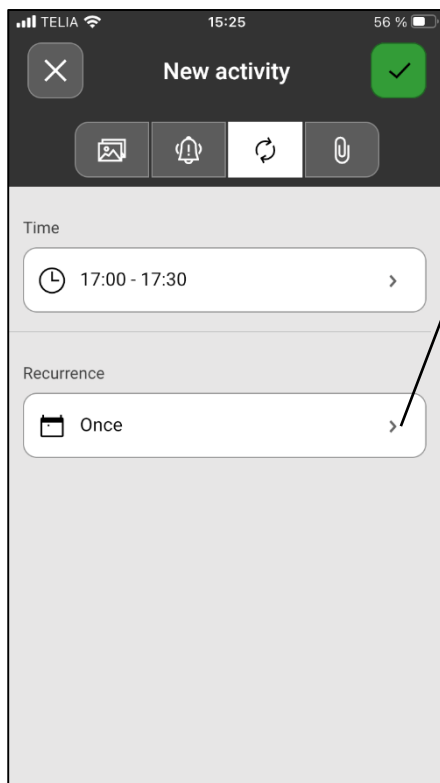 TELIA 15:25 56 %
New activity
Time
17:00 - 17:30
Recurrence
Once